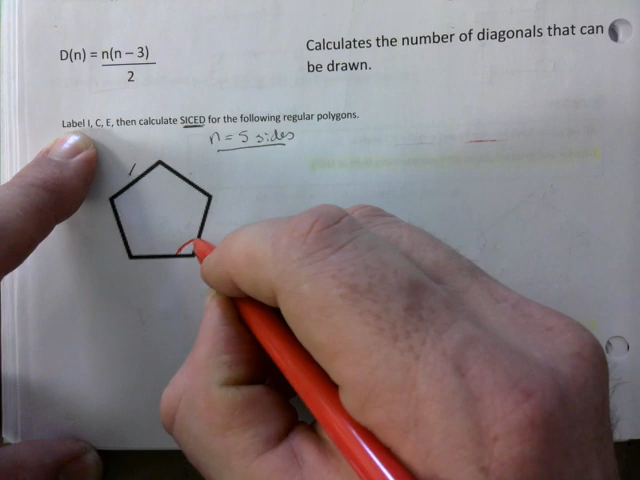 D(n) = n(n – 3)
2
Calculates the number of diagonals that can
be drawn.
Label I, C, E, then calculate SICED for the following regular polygons.
n = 5 sides